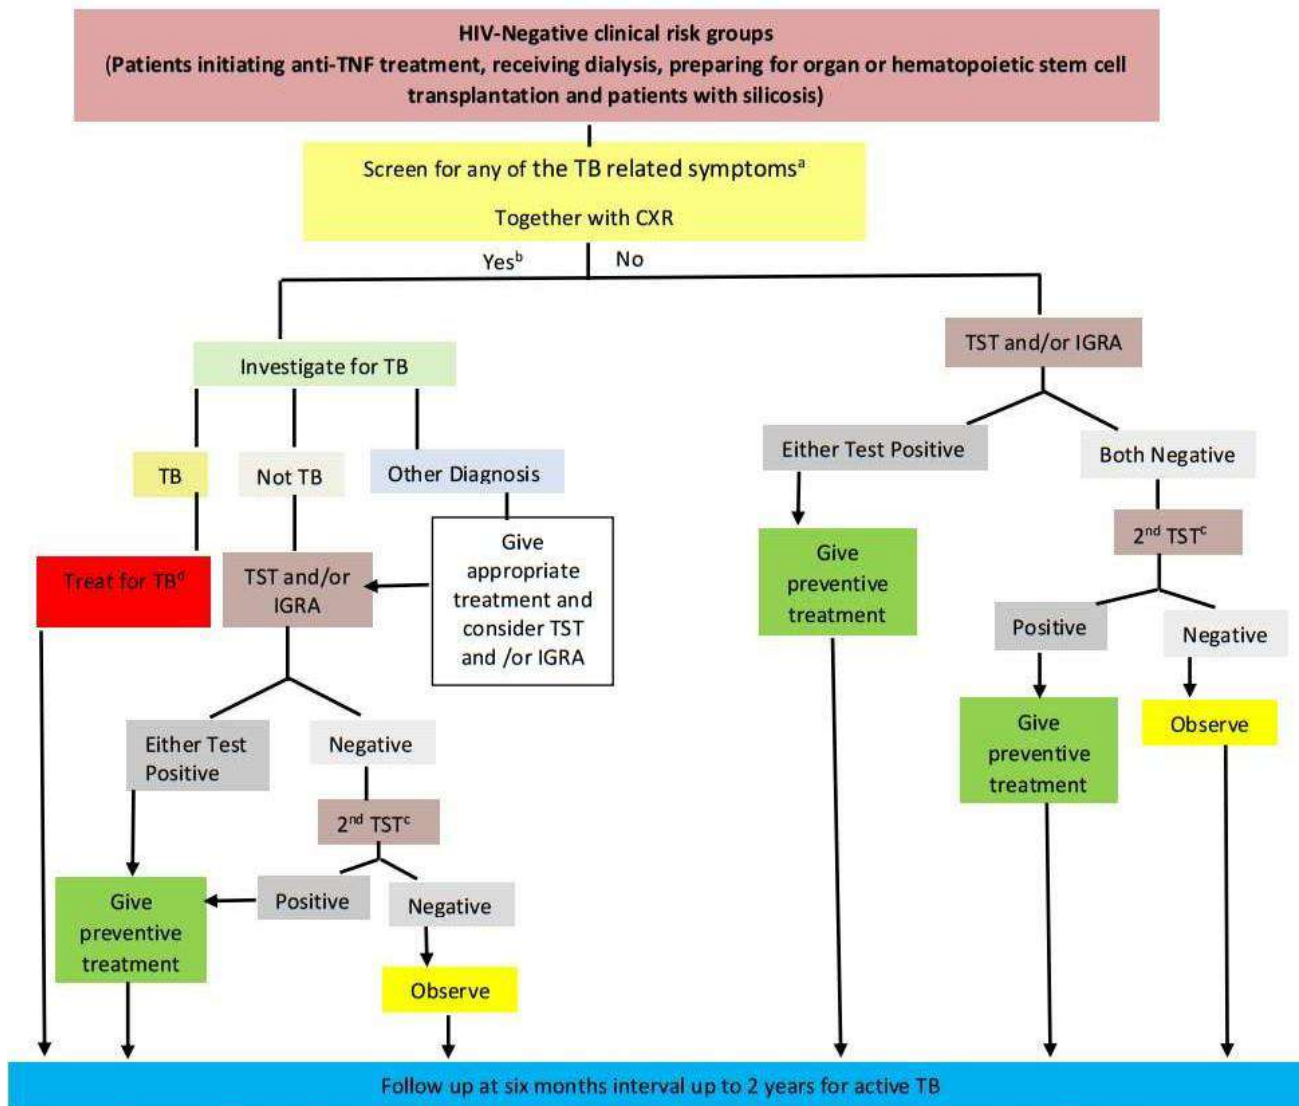 HIV-Negative clinical risk groups
(Patients initiating anti-TNF treatment, receiving dialysis, preparing for organ or hematopoietic stem cell
transplantation and patients with silicosis)
Screen for any of the TB related symptomsᵃ
Together with CXR
Yesᵇ
No
Investigate for TB
TB
Not TB
Other Diagnosis
Treat for TBᵈ
TST and/or
IGRA
Give
appropriate
treatment and
consider TST
and /or IGRA
Either Test
Positive
Negative
2ⁿᵈ TSTᶜ
Positive
Negative
Give
preventive
treatment
Observe
TST and/or IGRA
Either Test Positive
Both Negative
Give
preventive
treatment
2ⁿᵈ TSTᶜ
Positive
Negative
Give
preventive
treatment
Observe
Follow up at six months interval up to 2 years for active TB